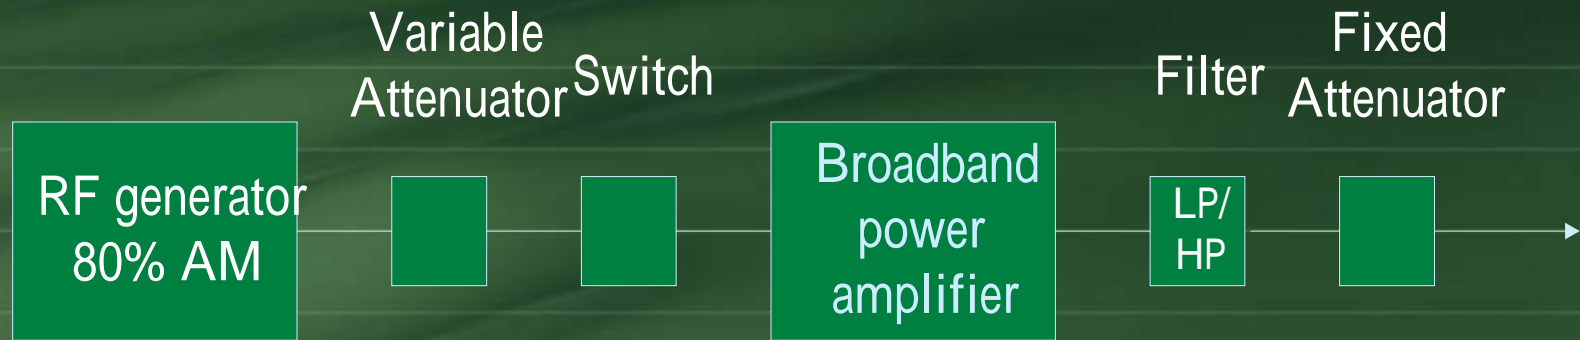 Variable
Attenuator
Switch
Filter
Fixed
Attenuator
RF generator
80% AM
Broadband
power
amplifier
LP/
HP